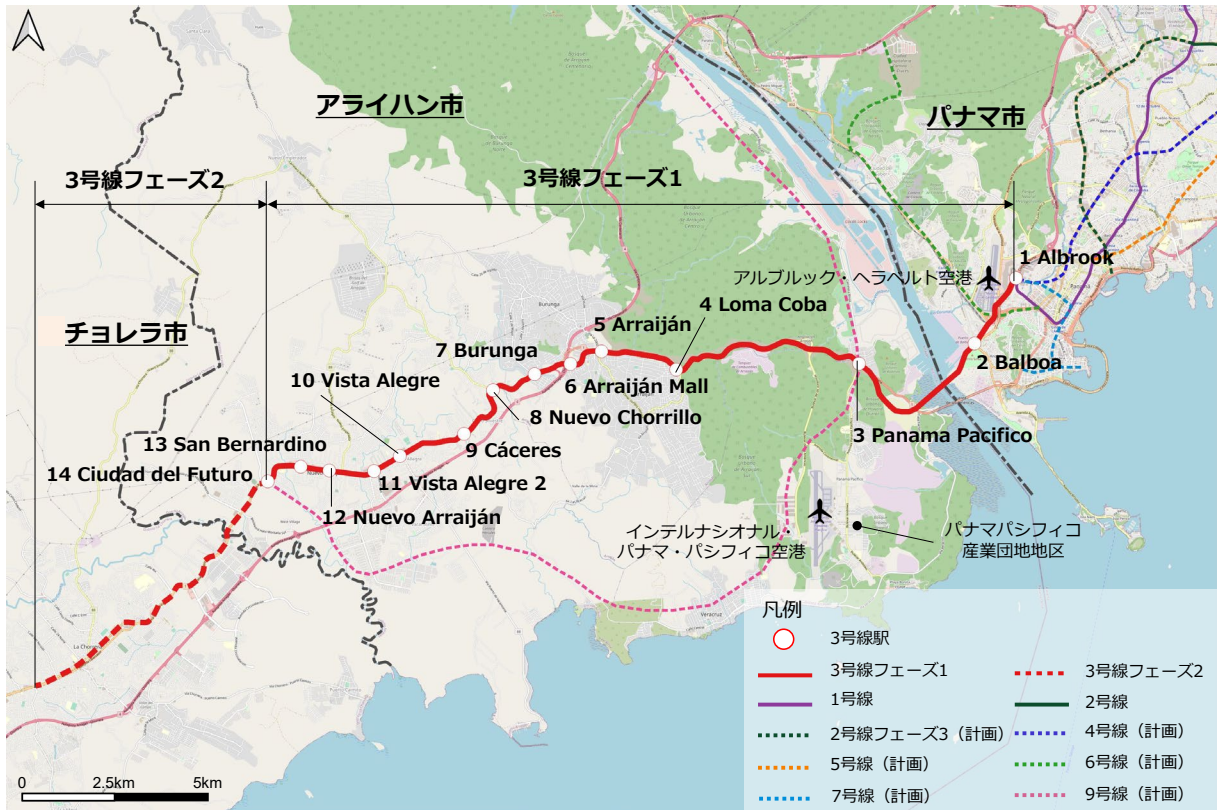 アライハン市
パナマ市
3号線フェーズ2
3号線フェーズ1
1 Albrook
アルブルック・ヘラベルト空港
4 Loma Coba
5 Arraiján
チョレラ市
7 Burunga
2 Balboa
10 Vista Alegre
6 Arraiján Mall
8 Nuevo Chorrillo
3 Panama Pacifico
13 San Bernardino
9 Cáceres
14 Ciudad del Futuro
11 Vista Alegre 2
12 Nuevo Arraiján
インテルナシオナル・
パナマ・パシフィコ空港
パナマパシフィコ
産業団地地区
Burunga
Veracruz
凡例
3号線駅
3号線フェーズ1
3号線フェーズ2
1号線
2号線
2号線フェーズ3（計画）
4号線（計画）
5号線（計画）
6号線（計画）
7号線（計画）
9号線（計画）
0 2.5km 5km